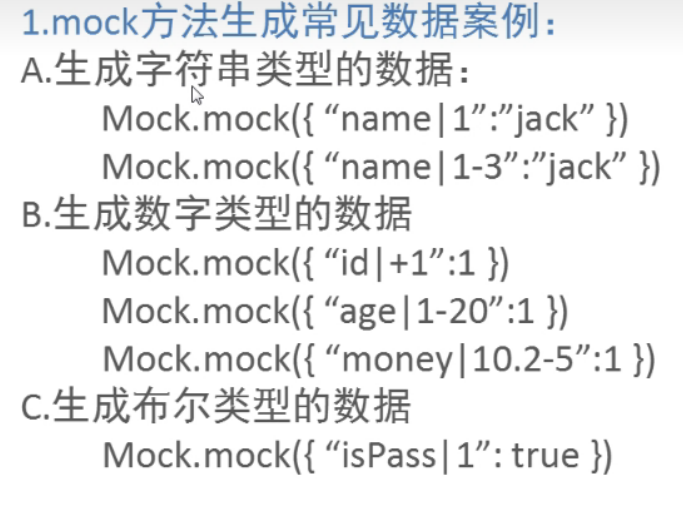 1.mock方法生成常见数据案例：
A.生成字符串类型的数据：
Mock.mock({ “name|1”:”jack” })
Mock.mock({ “name|1-3”:”jack” })
B.生成数字类型的数据
Mock.mock({ “id|+1”:1 })
Mock.mock({ “age|1-20”:1 })
Mock.mock({ “money|10.2-5”:1 })
C.生成布尔类型的数据
Mock.mock({ “isPass|1”: true })